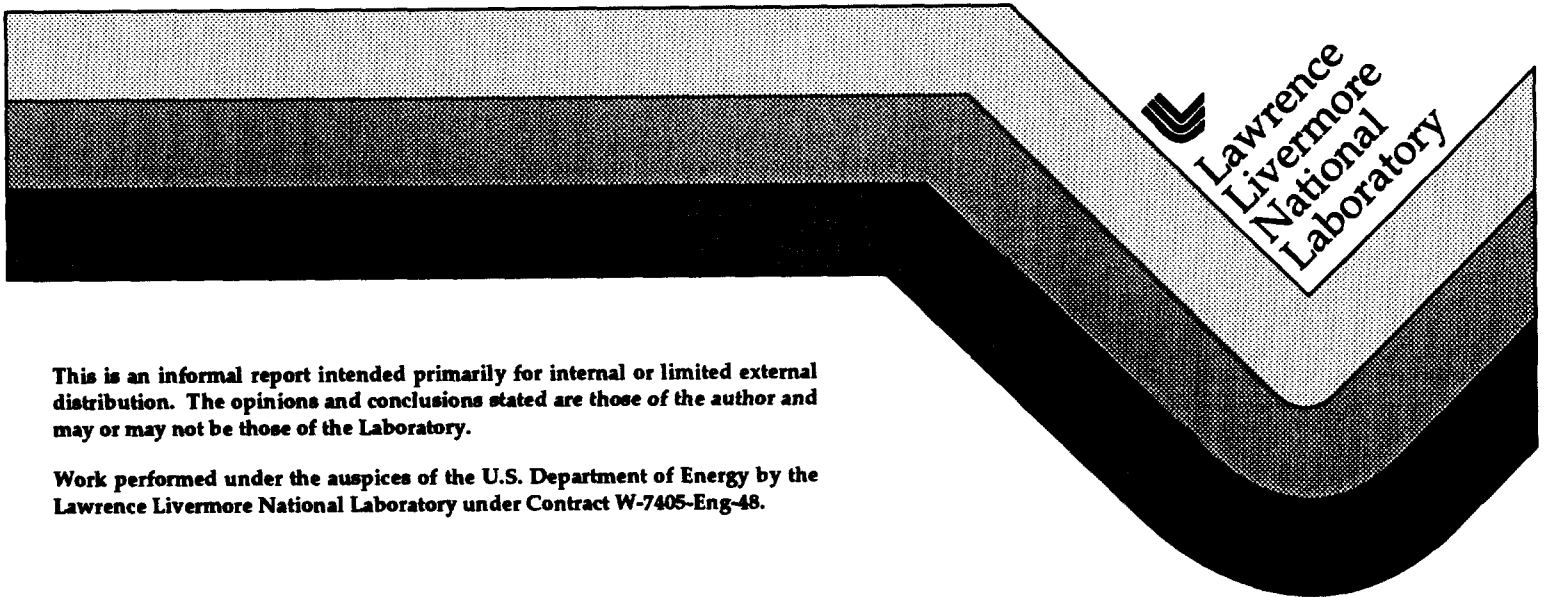 Lawrence
Livermore
National
Laboratory
This is an informal report intended primarily for internal or limited external
distribution. The opinions and conclusions stated are those of the author and
may or may not be those of the Laboratory.
Work performed under the auspices of the U.S. Department of Energy by the
Lawrence Livermore National Laboratory under Contract W-7405-Eng-48.